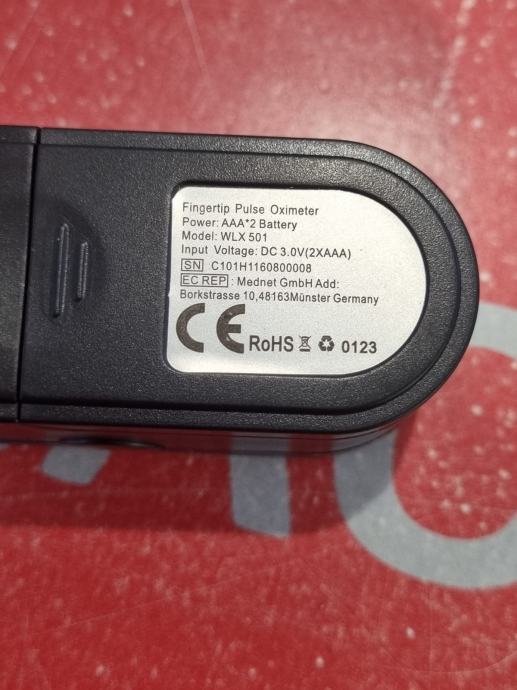 Fingertip Pulse Oximeter
Power: AAA*2 Battery
Model: WLX 501
Input Voltage: DC 3.0V(2XAAA)
SN C101H1160800008
EC REP : Mednet GmbH Add:
Borkstrasse 10,48163Münster Germany
CE RoHS 0123